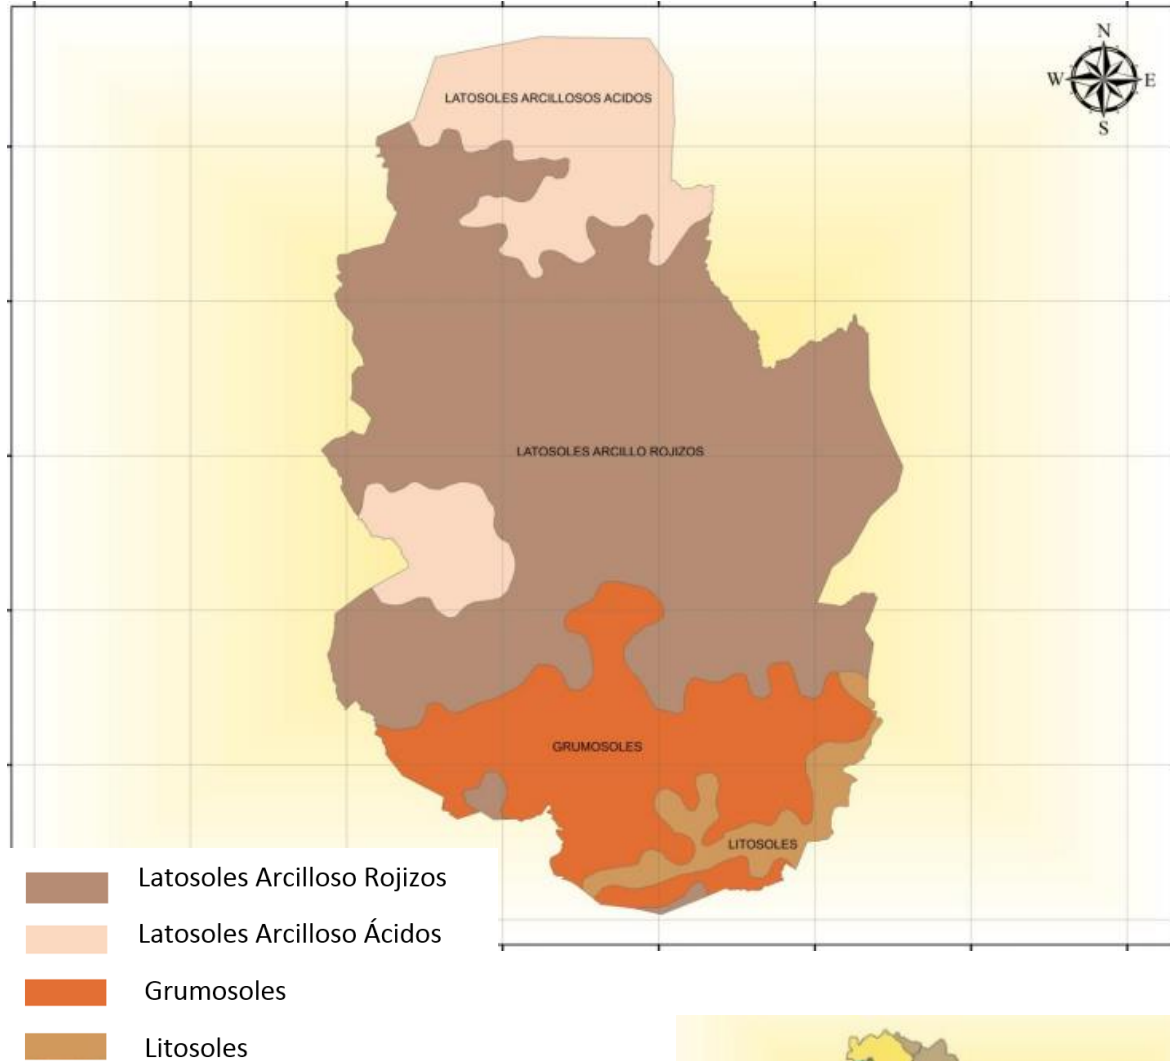 N
W E
S
LATOSOLES ARCILLOSOS ACIDOS
LATOSOLES ARCILLO ROJIZOS
GRUMOSOLES
LITOSOLES
Latosoles Arcilloso Rojizos
Latosoles Arcilloso Ácidos
Grumosoles
Litosoles